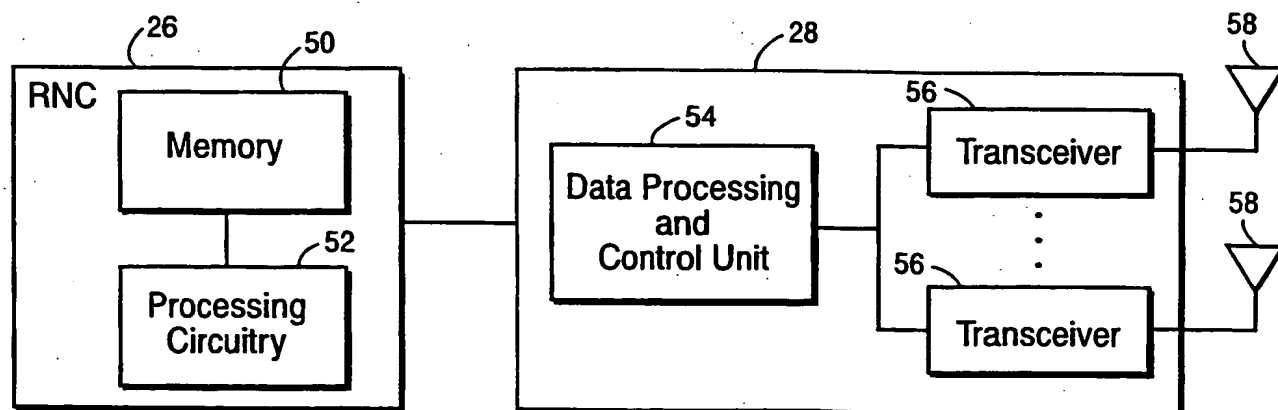 26
RNC
50
Memory
52
Processing
Circuitry
28
54
Data Processing
and
Control Unit
56
Transceiver
58
56
Transceiver
58